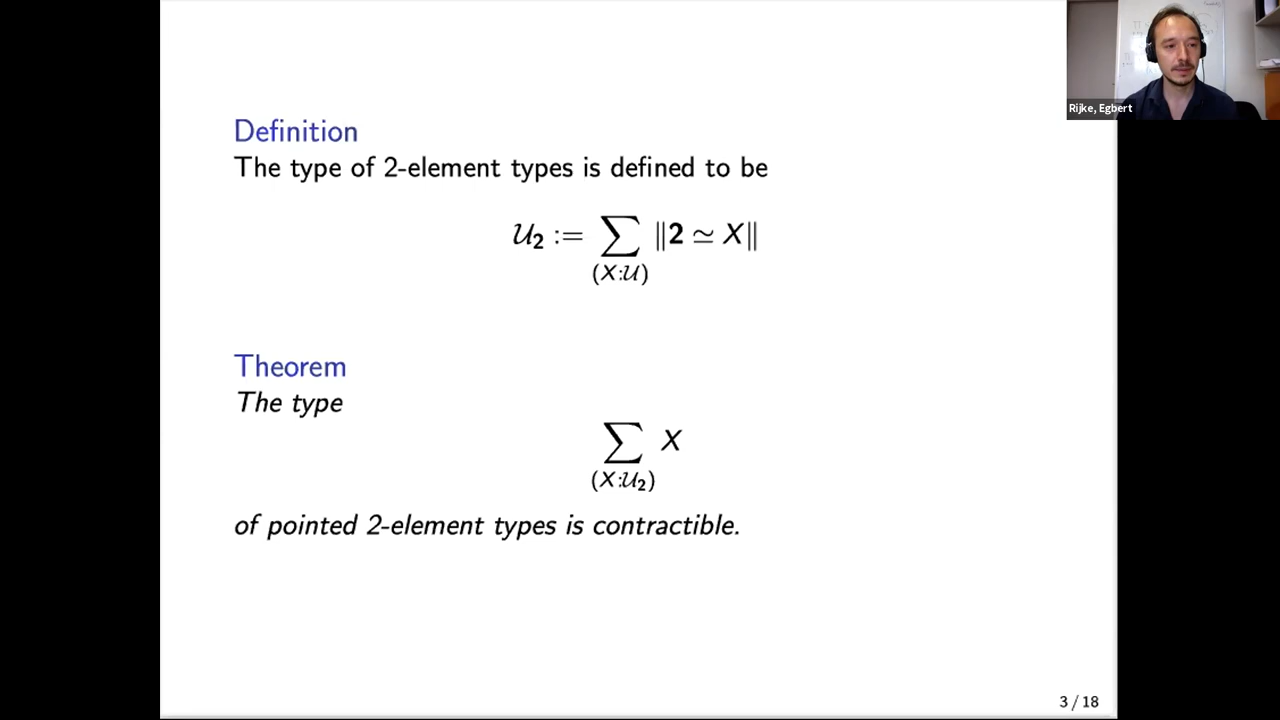 Definition
The type of 2-element types is defined to be
𝒰₂ := ∑ ‖2 ≃ X‖
(X:𝒰)
Theorem
The type
∑ X
(X:𝒰₂)
of pointed 2-element types is contractible.
3 / 18
Rijke, Egbert